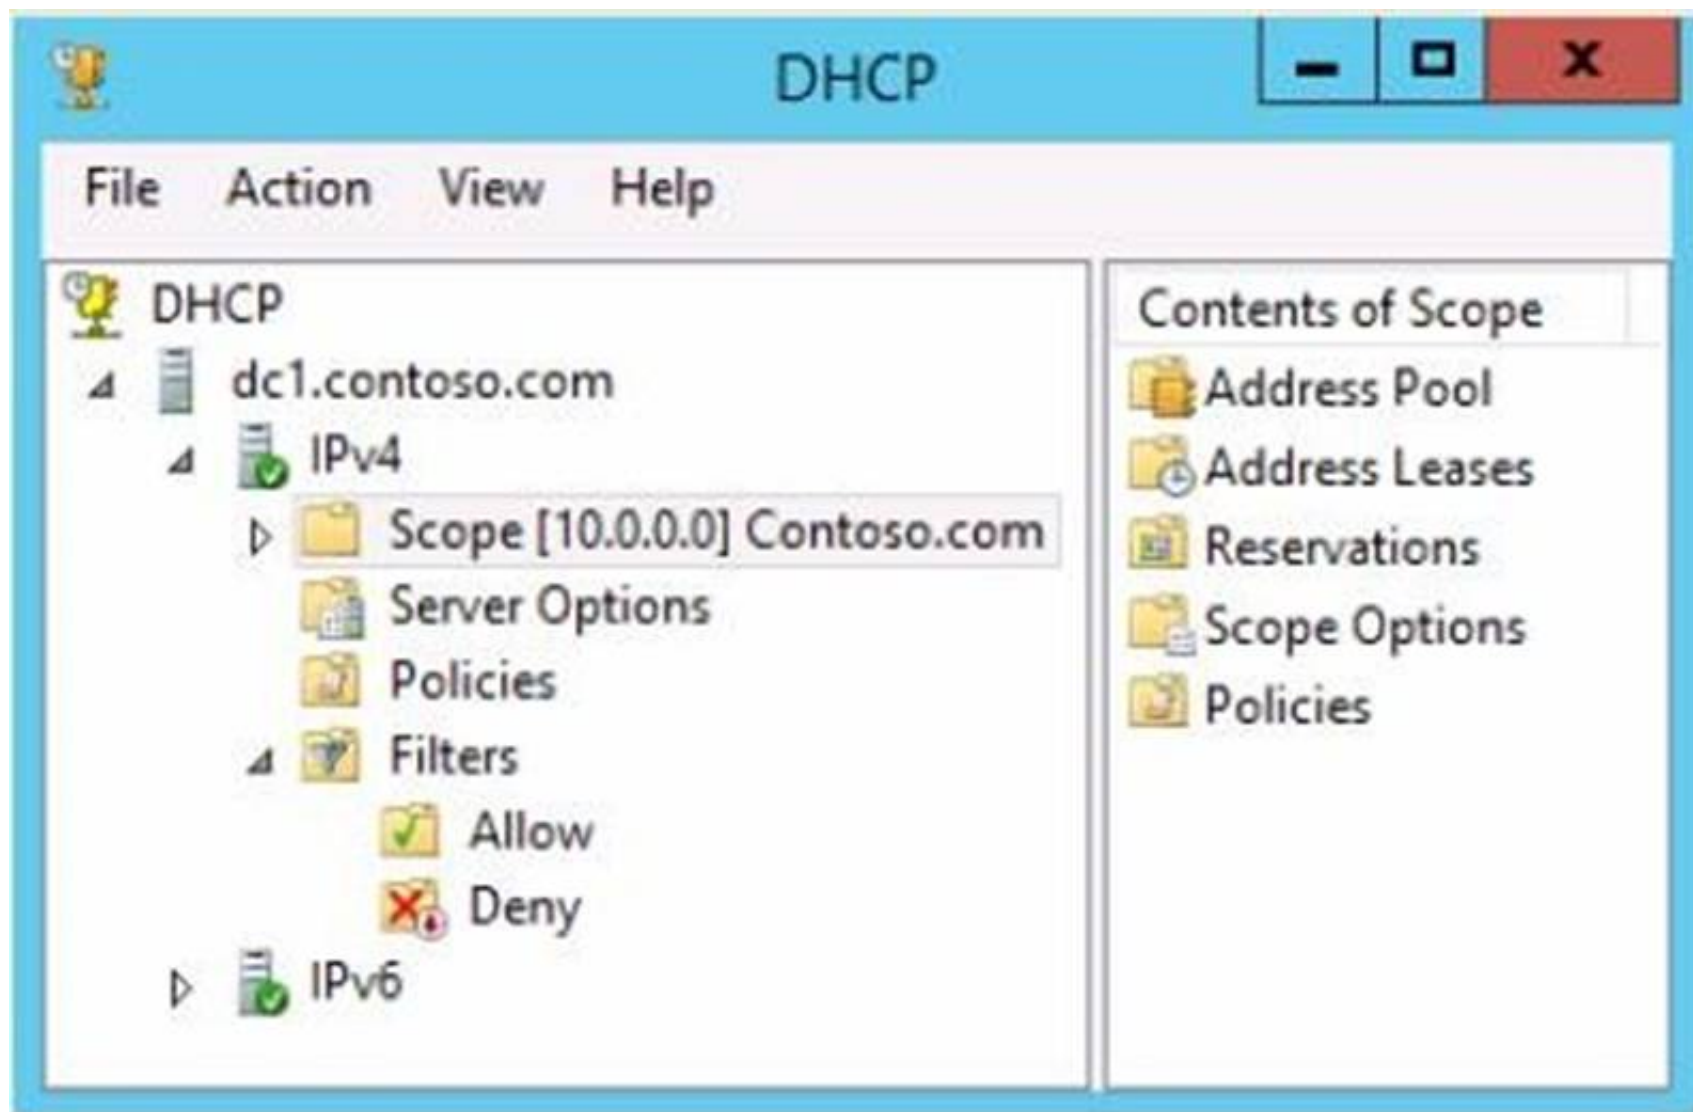 DHCP
File Action View Help
DHCP
dc1.contoso.com
IPv4
Scope [10.0.0.0] Contoso.com
Server Options
Policies
Filters
Allow
Deny
IPv6
Contents of Scope
Address Pool
Address Leases
Reservations
Scope Options
Policies